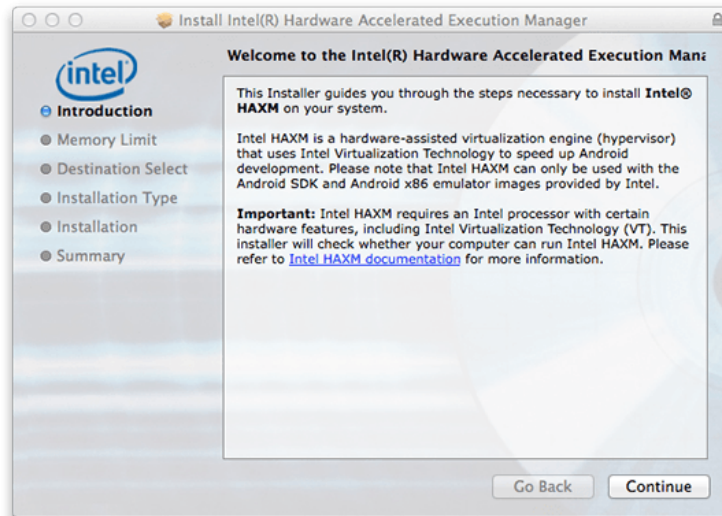 Install Intel(R) Hardware Accelerated Execution Manager
intel
Welcome to the Intel(R) Hardware Accelerated Execution Mana
Introduction
Memory Limit
Destination Select
Installation Type
Installation
Summary
This Installer guides you through the steps necessary to install Intel®
HAXM on your system.
Intel HAXM is a hardware-assisted virtualization engine (hypervisor)
that uses Intel Virtualization Technology to speed up Android
development. Please note that Intel HAXM can only be used with the
Android SDK and Android x86 emulator images provided by Intel.
Important: Intel HAXM requires an Intel processor with certain
hardware features, including Intel Virtualization Technology (VT). This
installer will check whether your computer can run Intel HAXM. Please
refer to Intel HAXM documentation for more information.
Go Back
Continue